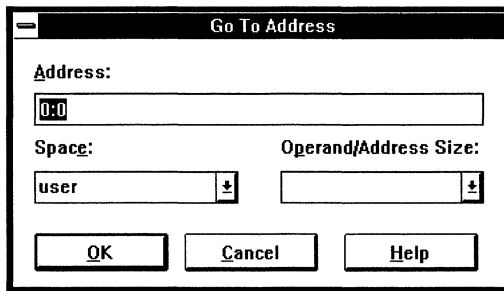 Go To Address
Address:
0:0
Space: Operand/Address Size:
user
OK Cancel Help